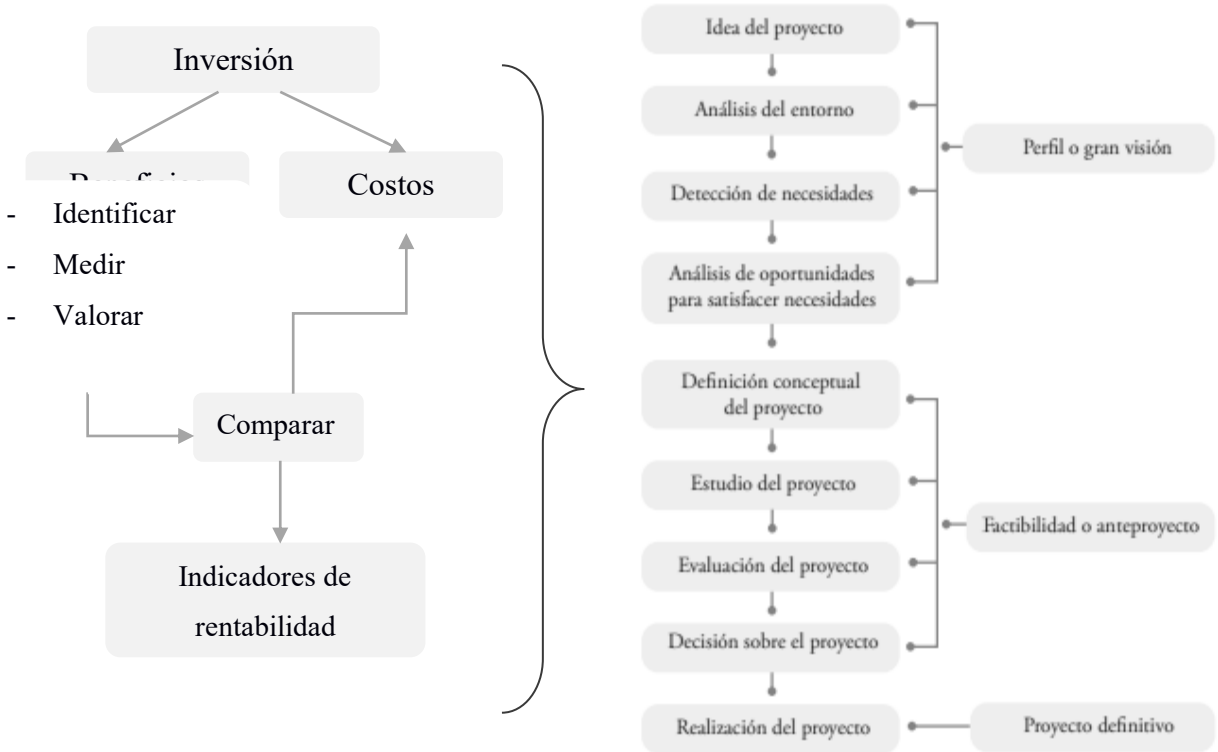 Inversión
Costos
- Identificar
- Medir
- Valorar
Comparar
Indicadores de
rentabilidad
Idea del proyecto
Análisis del entorno
Detección de necesidades
Análisis de oportunidades
para satisfacer necesidades
Perfil o gran visión
Definición conceptual
del proyecto
Estudio del proyecto
Evaluación del proyecto
Decisión sobre el proyecto
Factibilidad o anteproyecto
Realización del proyecto
Proyecto definitivo